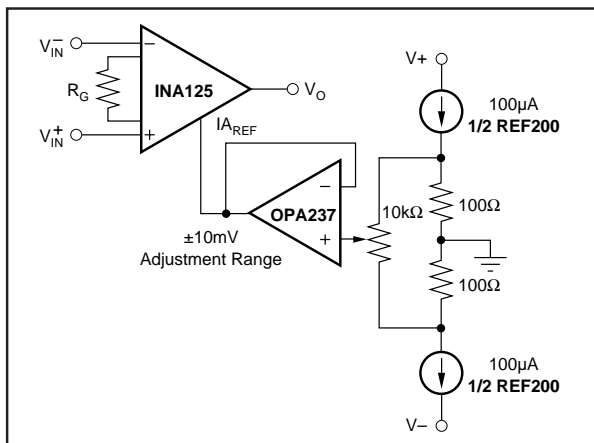 V–IN
–
INA125
RG
VO
V+IN
+
IAREF
V+
100µA
1/2 REF200
–
OPA237
+
10kΩ
100Ω
100Ω
±10mV
Adjustment Range
100µA
1/2 REF200
V–